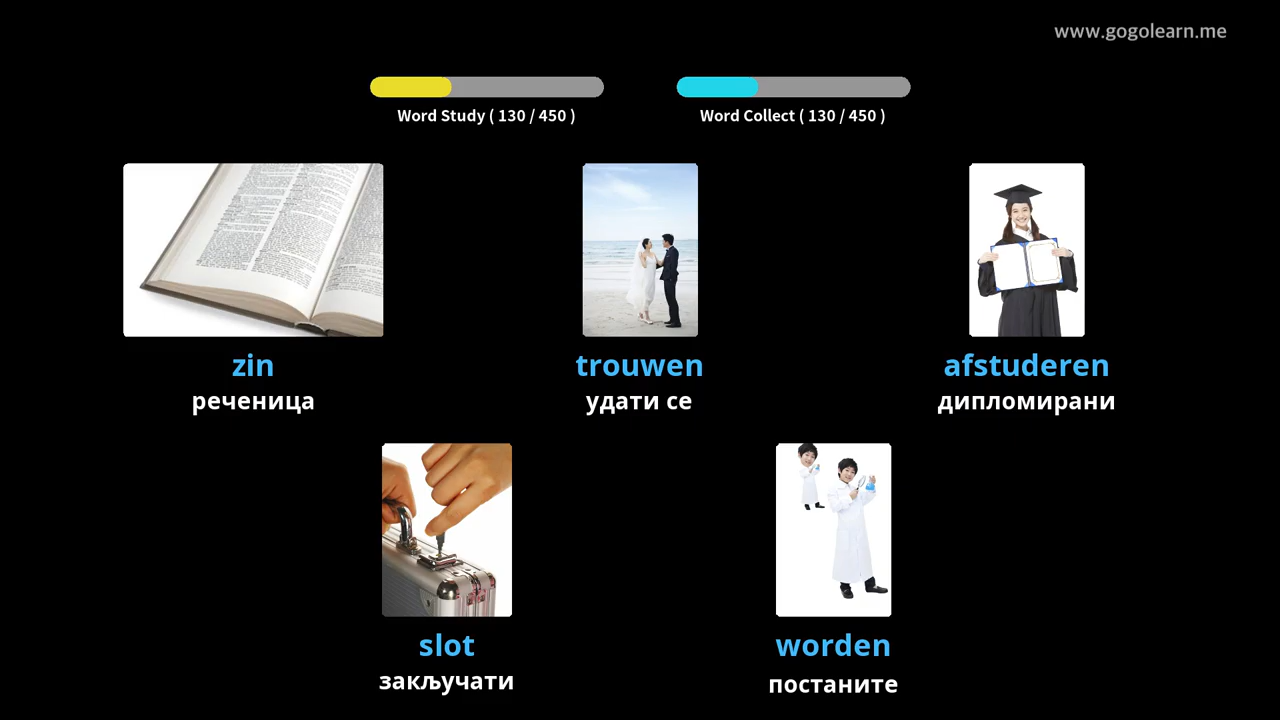 www.gogolearn.me
Word Study ( 130 / 450 )
Word Collect ( 130 / 450 )
zin
реченица
trouwen
удати се
afstuderen
дипломирани
slot
закључати
worden
постаните